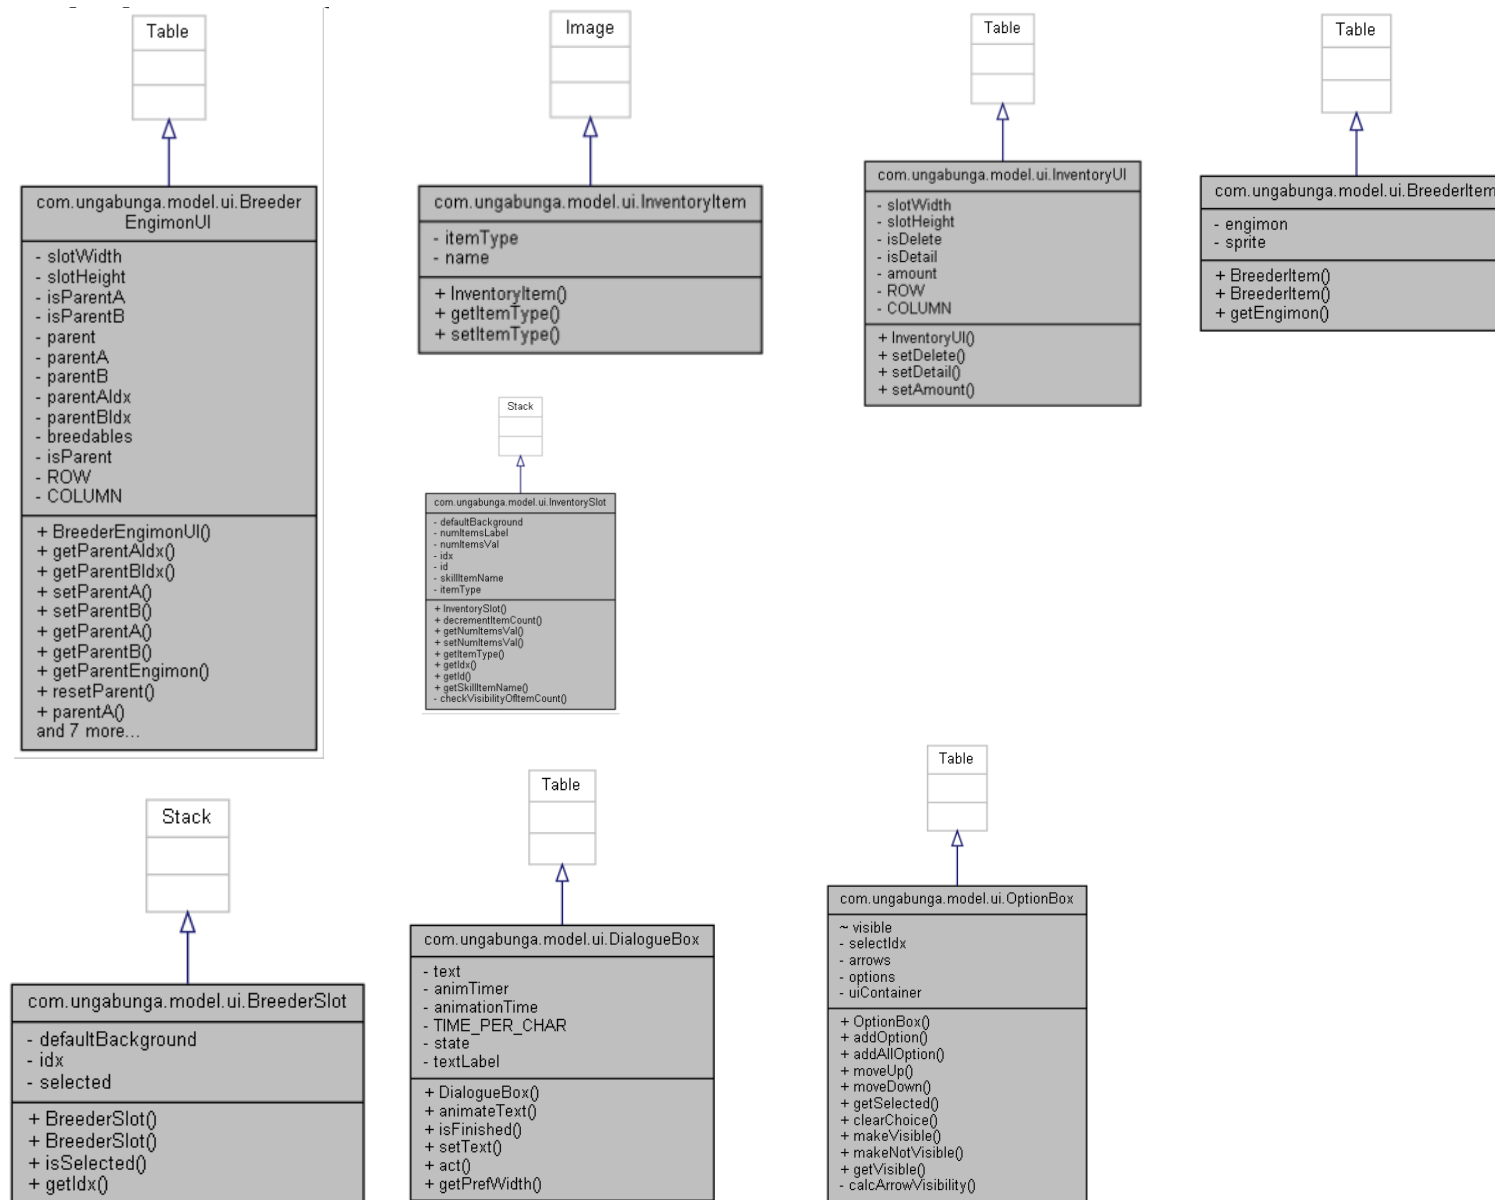 Table
com.ungabunga.model.ui.Breeder
EngimonUI
- slotWidth
- slotHeight
- isParentA
- isParentB
- parent
- parentA
- parentB
- parentAIdx
- parentBIdx
- breedables
- isParent
- ROW
- COLUMN
+ BreederEngimonUI()
+ getParentAIdx()
+ getParentBIdx()
+ setParentA()
+ setParentB()
+ getParentA()
+ getParentB()
+ getParentEngimon()
+ resetParent()
+ parentA()
and 7 more...
Image
com.ungabunga.model.ui.InventoryItem
- itemType
- name
+ InventoryItem()
+ getItemType()
+ setItemType()
Table
com.ungabunga.model.ui.InventoryUI
- slotWidth
- slotHeight
- isDelete
- isDetail
- amount
- ROW
- COLUMN
+ InventoryUI()
+ setDelete()
+ setDetail()
+ setAmount()
Table
com.ungabunga.model.ui.BreederItem
- engimon
- sprite
+ BreederItem()
+ BreederItem()
+ getEngimon()
Stack
com.ungabunga.model.ui.InventorySlot
- defaultBackground
- numItemsLabel
- numItemsVal
- idx
- id
- skillItemName
- itemType
+ InventorySlot()
+ decrementItemCount()
+ getNumItemsVal()
+ setNumItemsVal()
+ getItemType()
+ getIdx()
+ getId()
+ getSkillItemName()
- checkVisibilityOfItemCount()
Stack
com.ungabunga.model.ui.BreederSlot
- defaultBackground
- idx
- selected
+ BreederSlot()
+ BreederSlot()
+ isSelected()
+ getIdx()
Table
com.ungabunga.model.ui.DialogueBox
- text
- animTimer
- animationTime
- TIME_PER_CHAR
- state
- textLabel
+ DialogueBox()
+ animateText()
+ isFinished()
+ setText()
+ act()
+ getPrefWidth()
Table
com.ungabunga.model.ui.OptionBox
~ visible
- selectIdx
- arrows
- options
- uiContainer
+ OptionBox()
+ addOption()
+ addAllOption()
+ moveUp()
+ moveDown()
+ getSelected()
+ clearChoice()
+ makeVisible()
+ makeNotVisible()
+ getVisible()
- calcArrowVisibility()